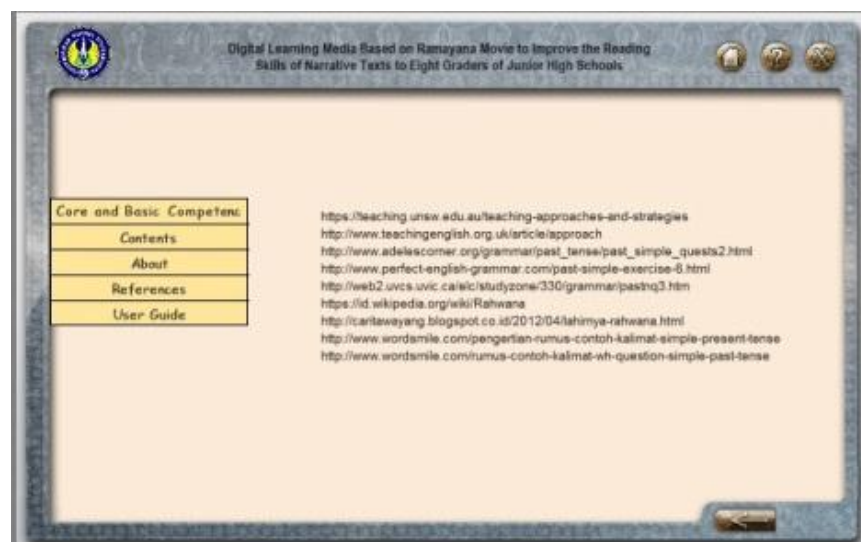 Digital Learning Media Based on Ramayana Movie to Improve the Reading
Skills of Narrative Texts to Eight Graders of Junior High Schools
Core and Basic Competenc
Contents
About
References
User Guide
https://teaching.unsw.edu.au/teaching-approaches-and-strategies
http://www.teachingenglish.org.uk/article/approach
http://www.adelescorner.org/grammar/past_tense/past_simple_quests2.html
http://www.perfect-english-grammar.com/past-simple-exercise-6.html
http://web2.uvcs.uvic.ca/elc/studyzone/330/grammar/pastnq3.htm
https://id.wikipedia.org/wiki/Rahwana
http://caritawayang.blogspot.co.id/2012/04/lahirnya-rahwana.html
http://www.wordsmile.com/pengertian-rumus-contoh-kalimat-simple-present-tense
http://www.wordsmile.com/rumus-contoh-kalimat-wh-question-simple-past-tense